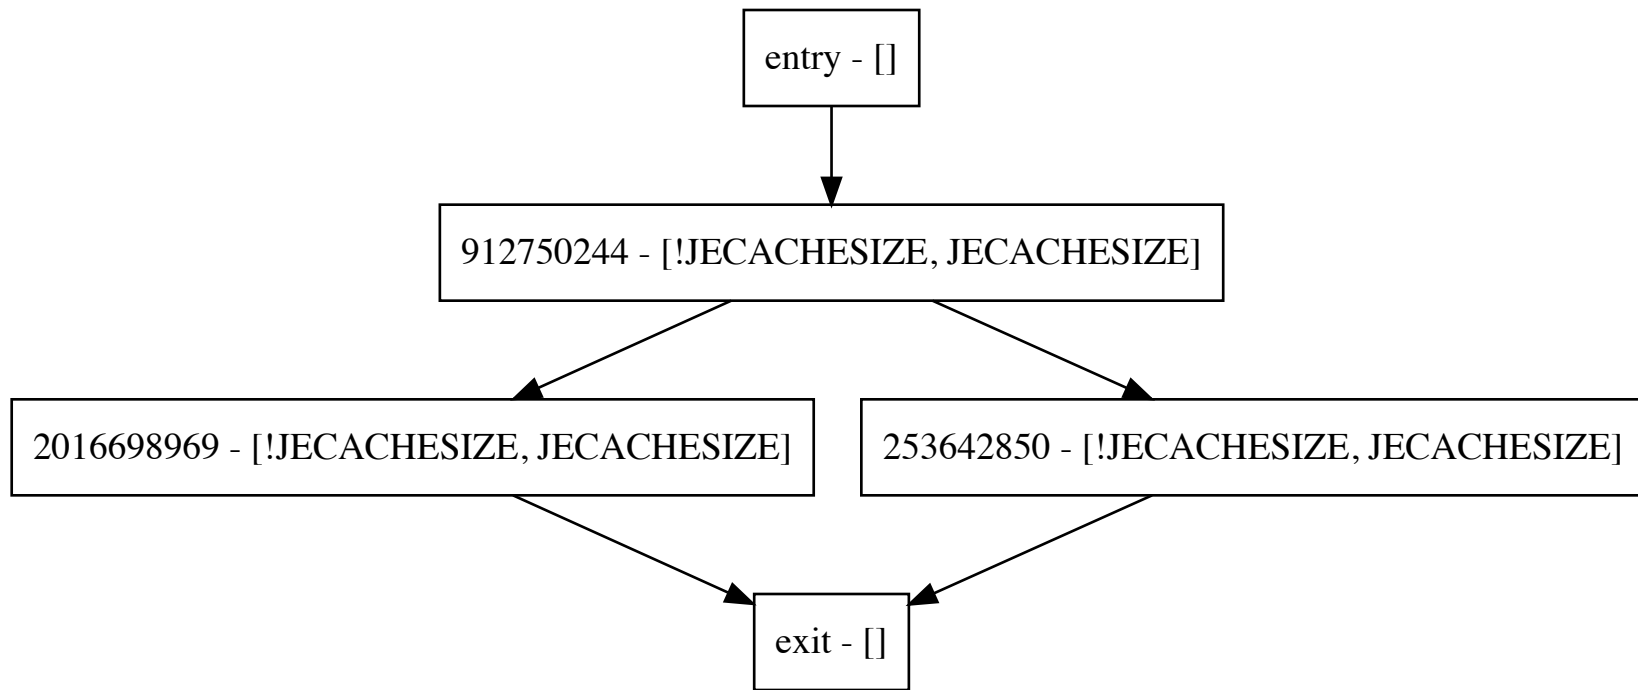 entry - []
912750244 - [!JECACHESIZE, JECACHESIZE]
2016698969 - [!JECACHESIZE, JECACHESIZE]
253642850 - [!JECACHESIZE, JECACHESIZE]
exit - []